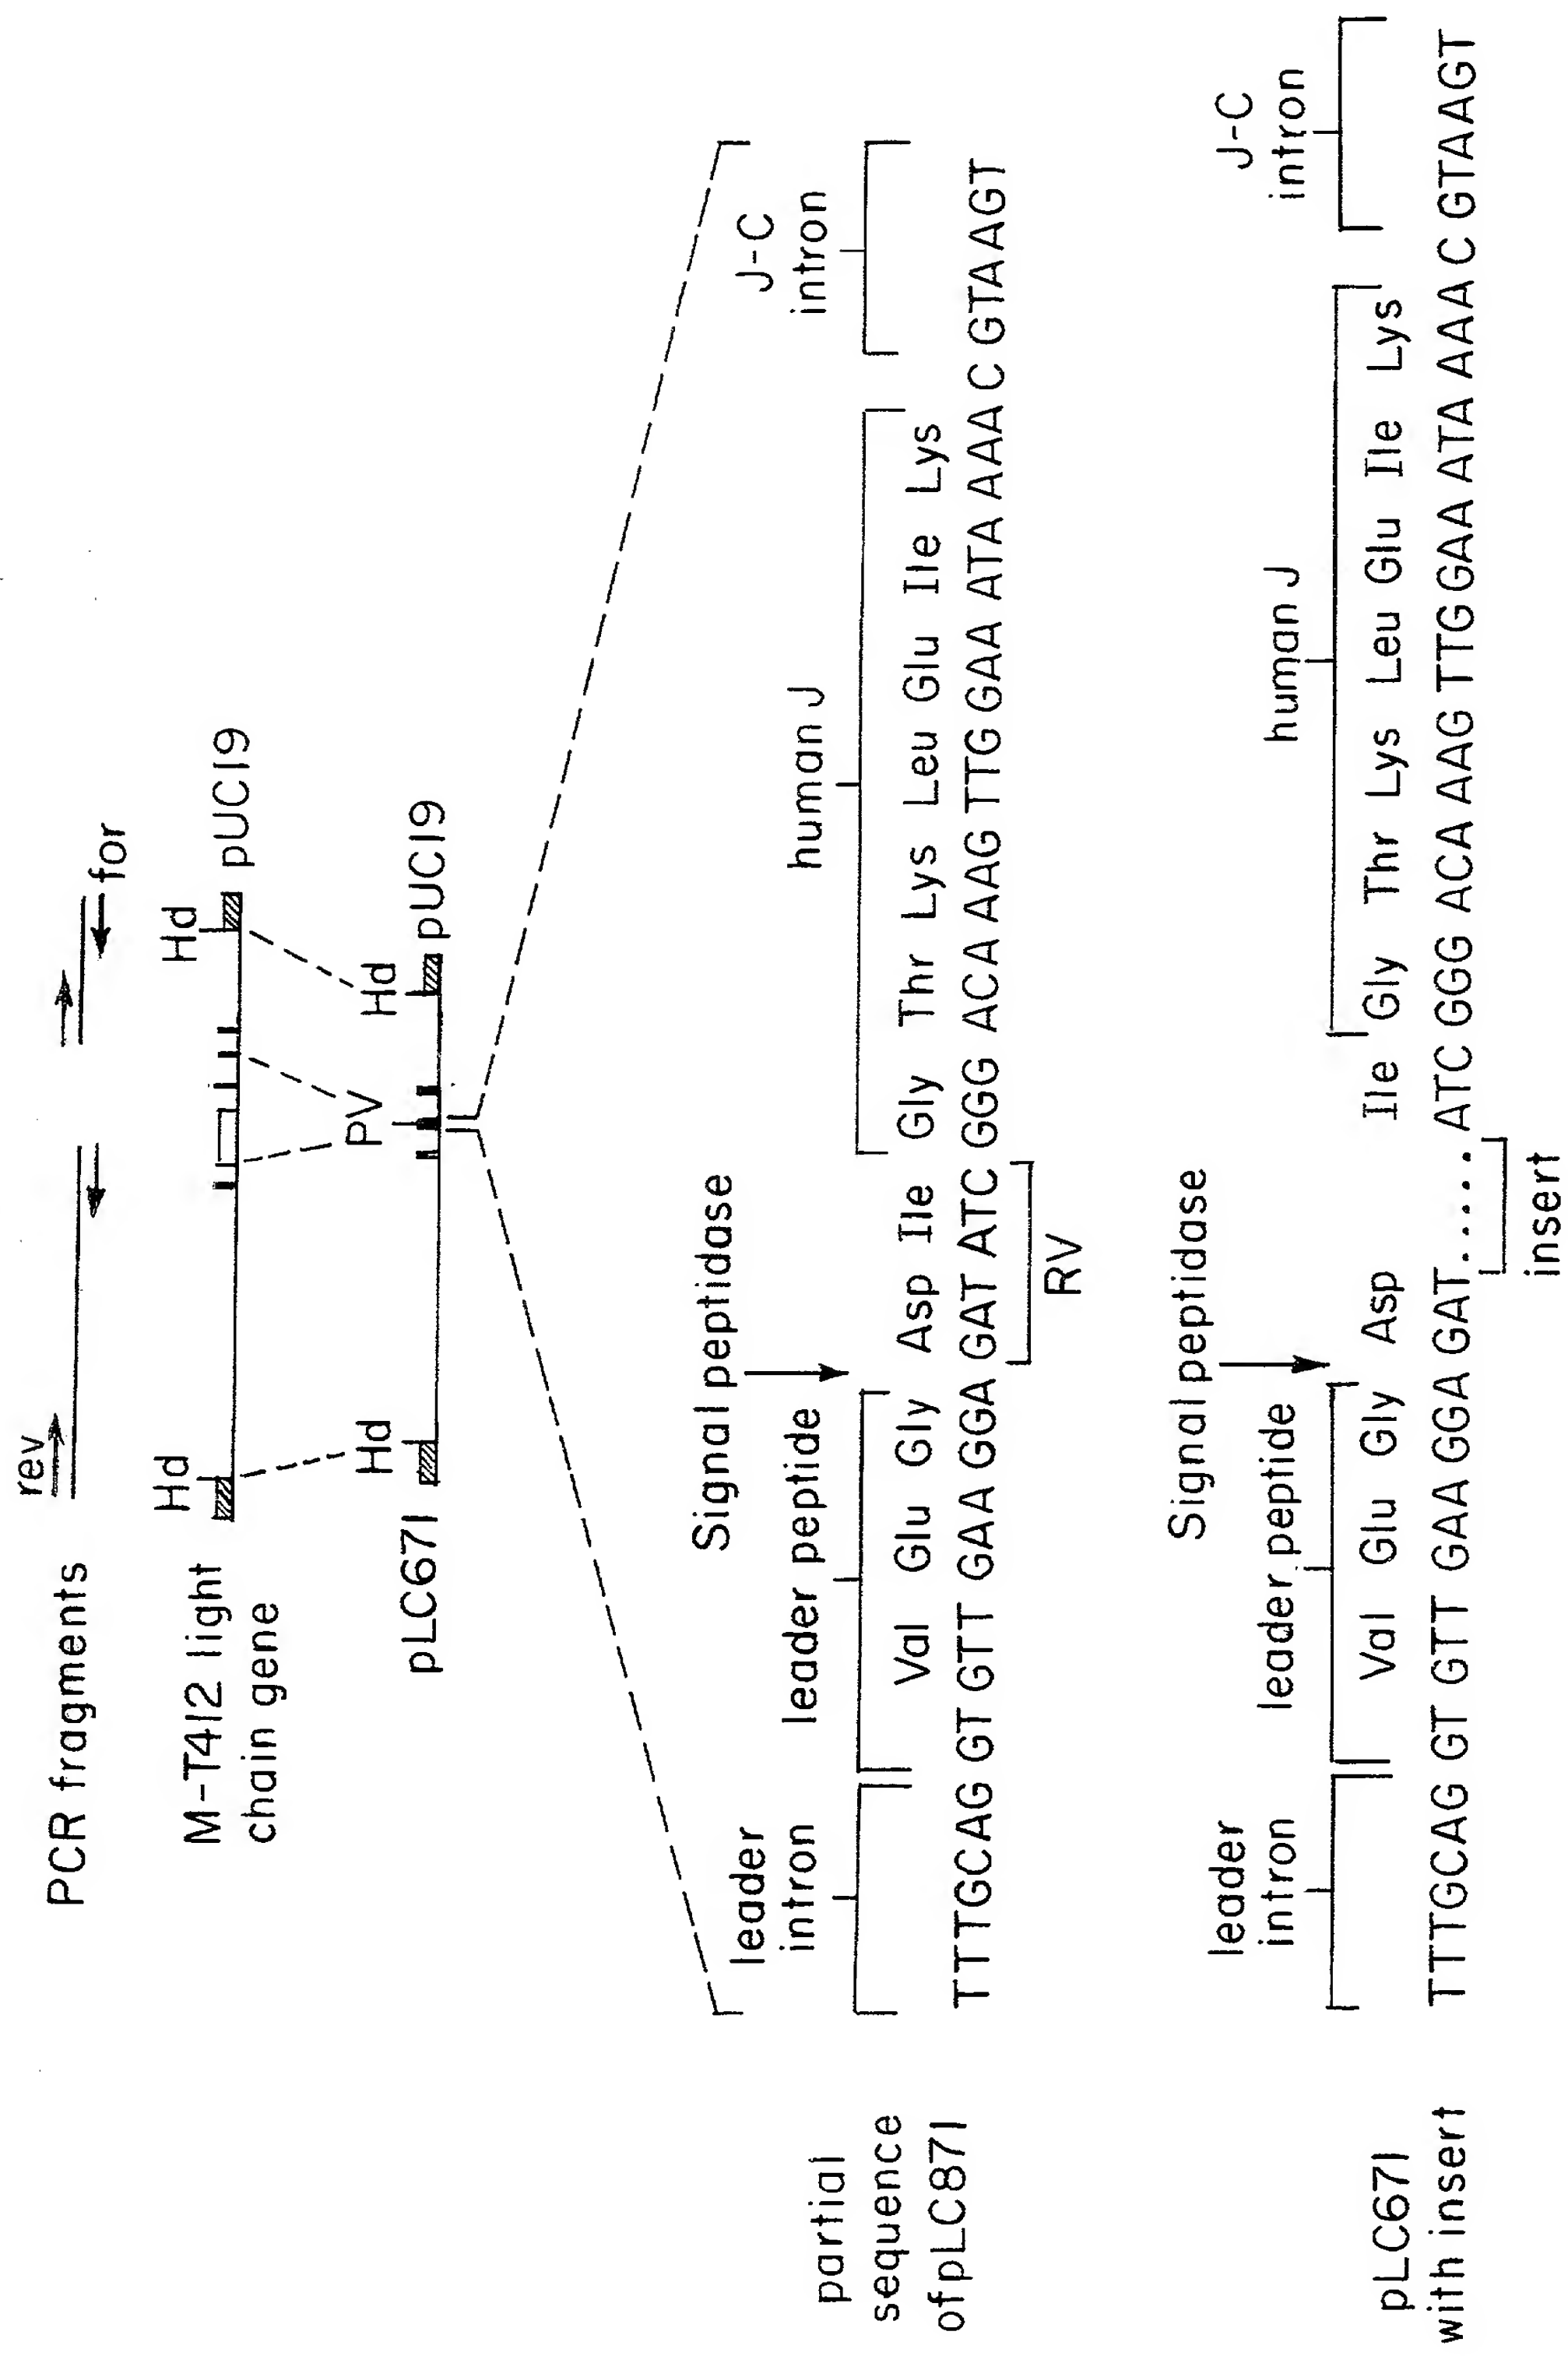 PCR fragments
rev
for
M-T412 light
chain gene
Hd
Hd
pUC19
pLC671
Hd
PV
Hd
pUC19
Signal peptidase
leader
intron
leader peptide
human J
J-C
intron
partial
sequence
of pLC871
Val Glu Gly Asp Ile Gly Thr Lys Leu Glu Ile Lys
TTTGCAG GT GTT GAA GGA GAT ATC GGG ACA AAG TTG GAA ATA AAA C GTAAGT
RV
Signal peptidase
leader
intron
leader peptide
human J
J-C
intron
pLC671
with insert
Val Glu Gly Asp Ile Gly Thr Lys Leu Glu Ile Lys
TTTGCAG GT GTT GAA GGA GAT......ATC GGG ACA AAG TTG GAA ATA AAA C GTAAGT
insert